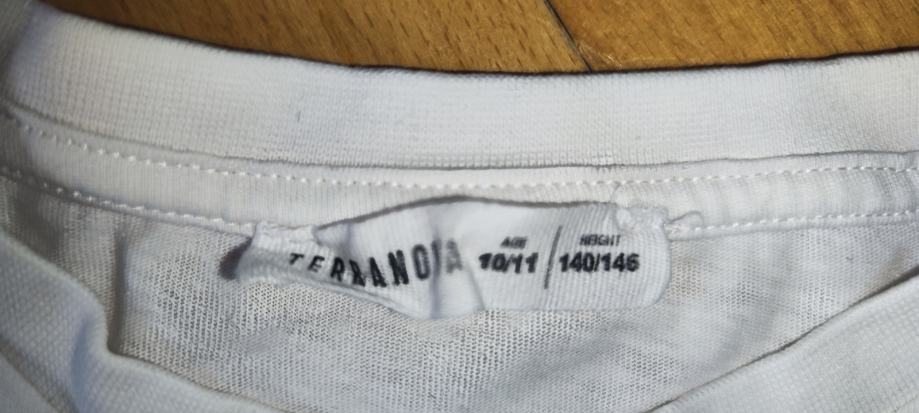 TERRANOVA
AGE HEIGHT
10/11 140/146